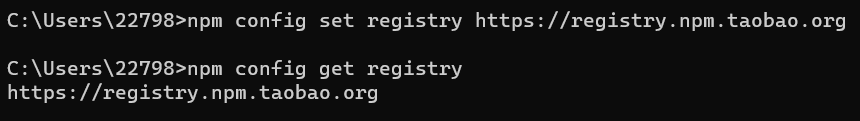 C:\Users\22798>npm config set registry https://registry.npm.taobao.org
C:\Users\22798>npm config get registry
https://registry.npm.taobao.org